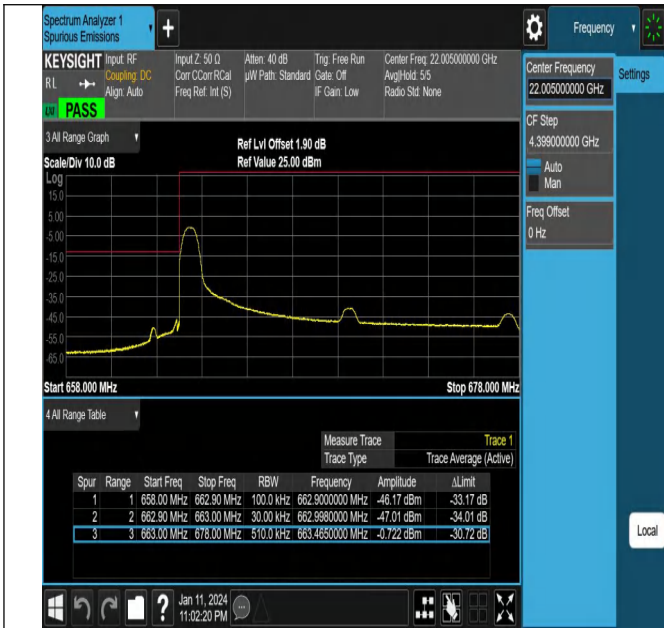 Spectrum Analyzer 1
Spurious Emissions
Frequency
KEYSIGHT
RL
PASS
Input: RF
Coupling: DC
Align: Auto
Input Z: 50 Ω
Corr CCorr RCal
Freq Ref: Int (S)
Atten: 40 dB
µW Path: Standard
Trig: Free Run
Gate: Off
IF Gain: Low
Center Freq: 22.005000000 GHz
Avg|Hold: 5/5
Radio Std: None
Center Frequency
22.005000000 GHz
Settings
CF Step
4.399000000 GHz
Auto
Man
Freq Offset
0 Hz
3 All Range Graph
Scale/Div 10.0 dB
Ref Lvl Offset 1.90 dB
Ref Value 25.00 dBm
Log
15.0
5.00
-5.00
-15.0
-25.0
-35.0
-45.0
-55.0
-65.0
Start 658.000 MHz
Stop 678.000 MHz
4 All Range Table
Measure Trace Trace 1
Trace Type Trace Average (Active)
Spur Range Start Freq Stop Freq RBW Frequency Amplitude ΔLimit
1 1 658.00 MHz 662.90 MHz 100.0 kHz 662.9000000 MHz -46.17 dBm -33.17 dB
2 2 662.90 MHz 663.00 MHz 30.00 kHz 662.9980000 MHz -47.01 dBm -34.01 dB
3 3 663.00 MHz 678.00 MHz 510.0 kHz 663.4650000 MHz -0.722 dBm -30.72 dB
Local
Jan 11, 2024
11:02:20 PM